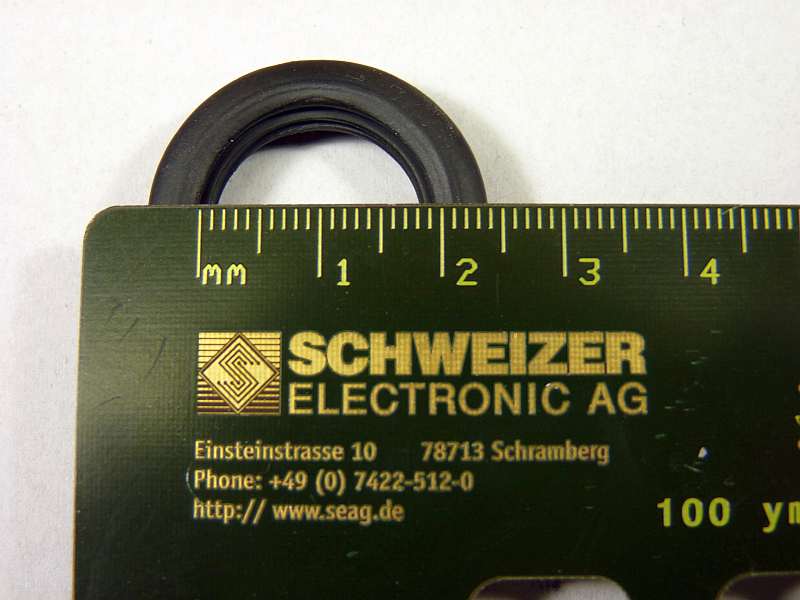 mm 1 2 3 4
SCHWEIZER
ELECTRONIC AG
Einsteinstrasse 10 78713 Schramberg
Phone: +49 (0) 7422-512-0
http:// www.seag.de
100